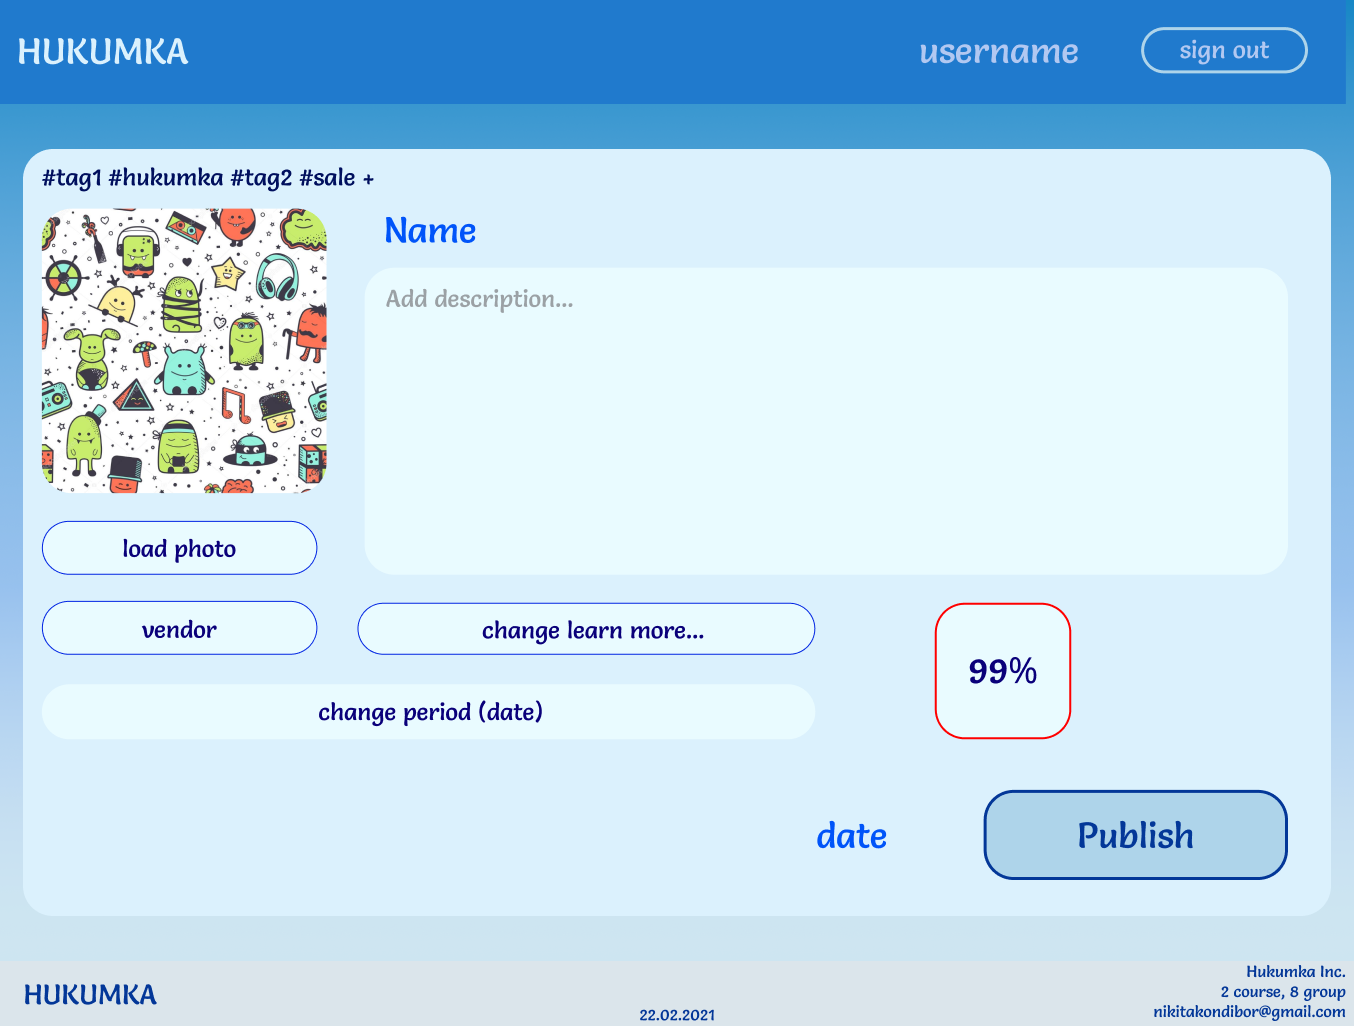 HUKUMKA
username
sign out
#tag1 #hukumka #tag2 #sale +
Name
Add description...
load photo
vendor
change learn more...
99%
change period (date)
date
Publish
HUKUMKA
22.02.2021
Hukumka Inc.
2 course, 8 group
nikitakondibor@gmail.com